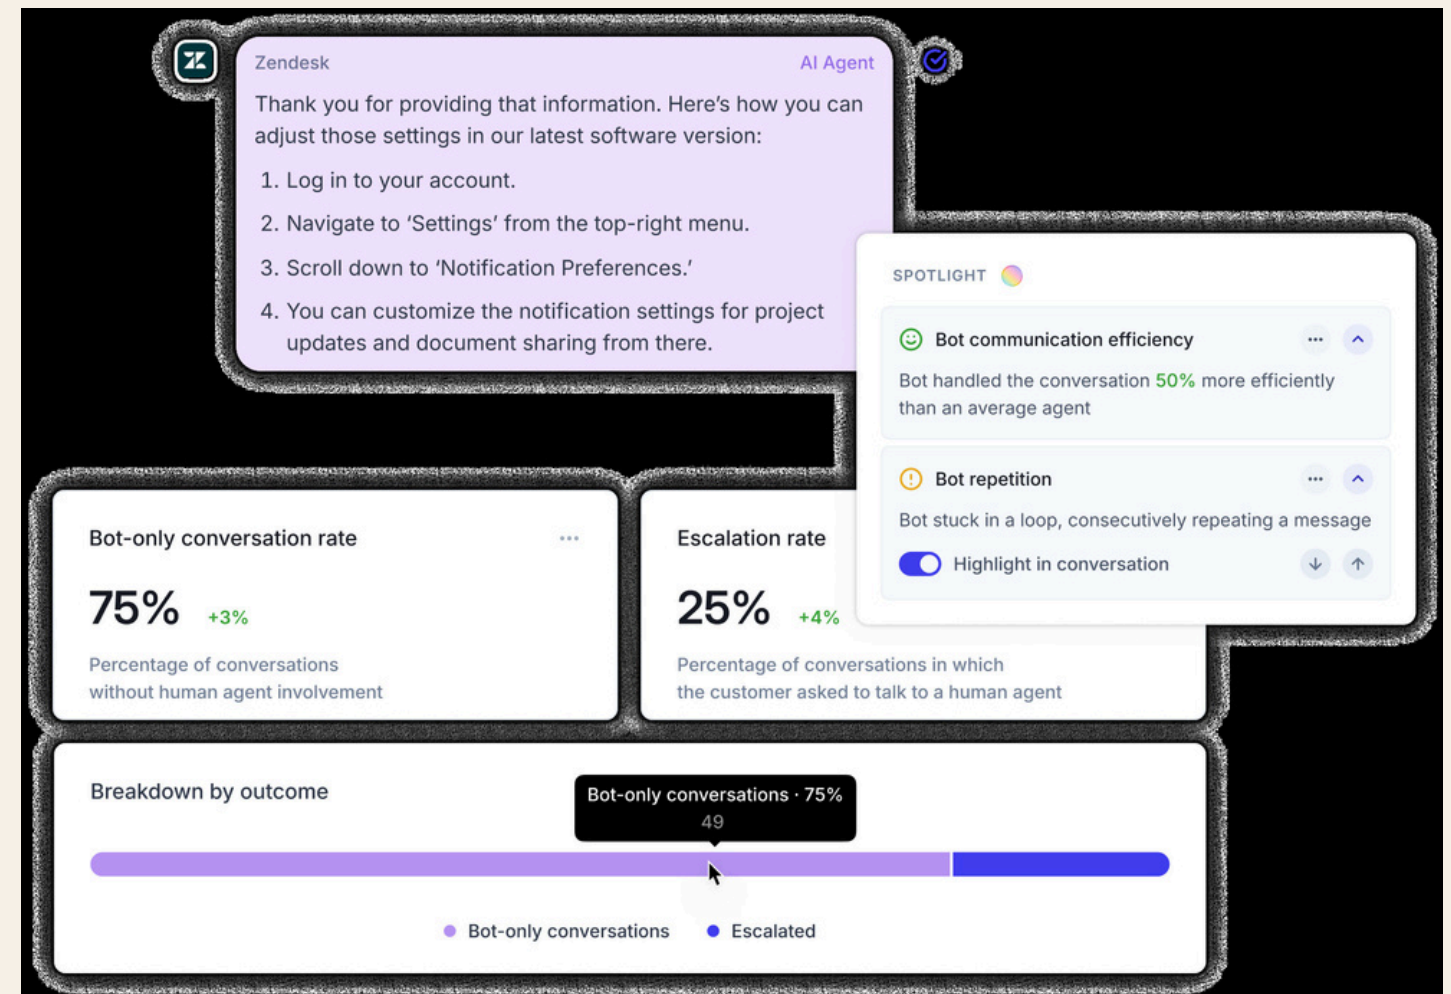 Zendesk
AI Agent
Thank you for providing that information. Here’s how you can
adjust those settings in our latest software version:
1. Log in to your account.
2. Navigate to ‘Settings’ from the top-right menu.
3. Scroll down to ‘Notification Preferences.’
4. You can customize the notification settings for project
updates and document sharing from there.
SPOTLIGHT
Bot communication efficiency
Bot handled the conversation 50% more efficiently
than an average agent
Bot repetition
Bot stuck in a loop, consecutively repeating a message
Highlight in conversation
Bot-only conversation rate
75% +3%
Percentage of conversations
without human agent involvement
Escalation rate
25% +4%
Percentage of conversations in which
the customer asked to talk to a human agent
Breakdown by outcome
Bot-only conversations · 75%
49
Bot-only conversations
Escalated